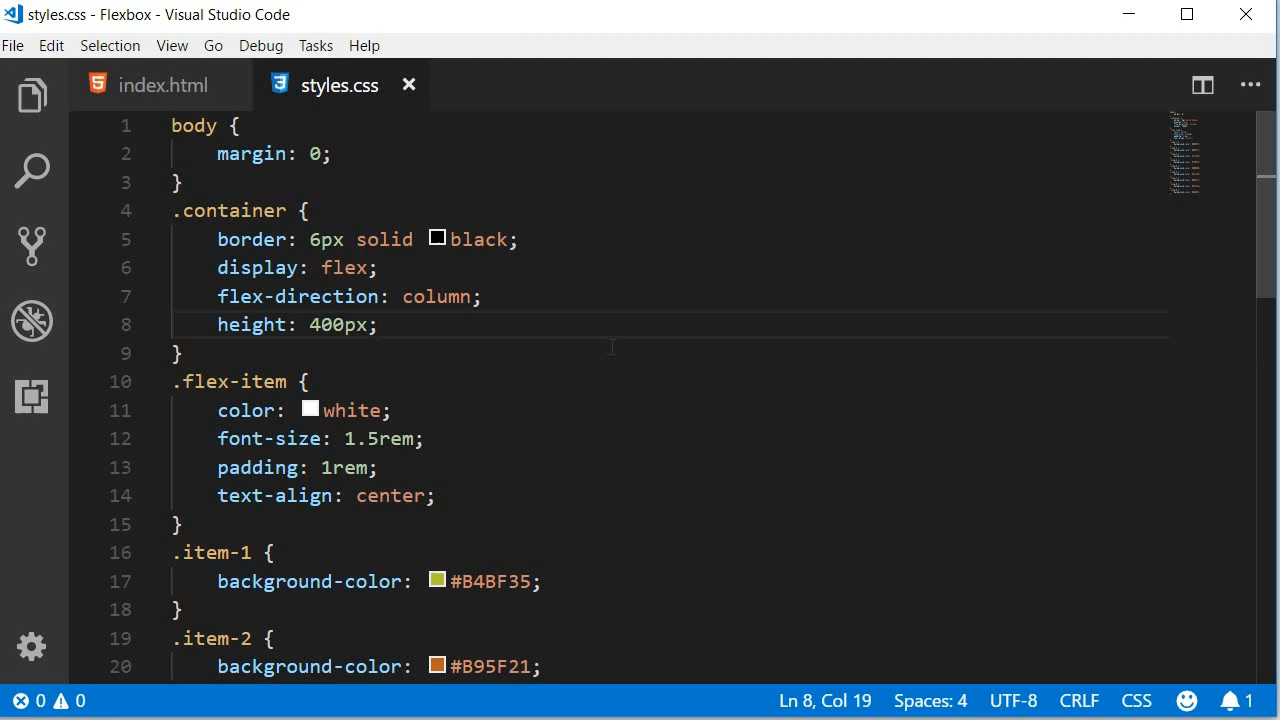 styles.css - Flexbox - Visual Studio Code
File Edit Selection View Go Debug Tasks Help
index.html styles.css
1 body {
2 margin: 0;
3 }
4 .container {
5 border: 6px solid black;
6 display: flex;
7 flex-direction: column;
8 height: 400px;
9 }
10 .flex-item {
11 color: white;
12 font-size: 1.5rem;
13 padding: 1rem;
14 text-align: center;
15 }
16 .item-1 {
17 background-color: #B4BF35;
18 }
19 .item-2 {
20 background-color: #B95F21;
0 0 Ln 8, Col 19 Spaces: 4 UTF-8 CRLF CSS 1